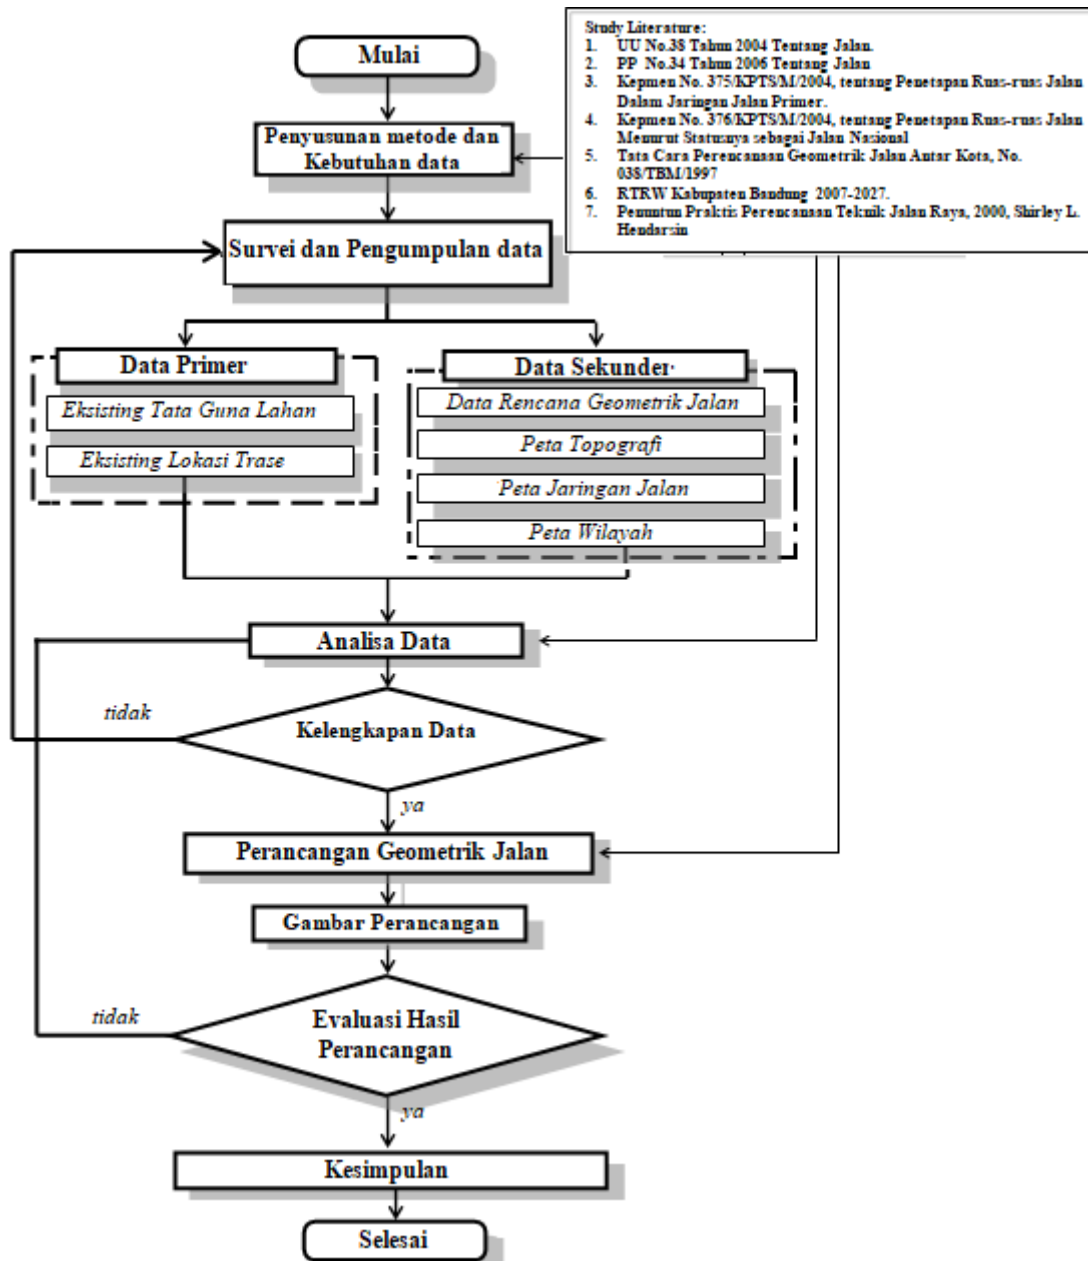 Study Literature:
1. UU No.38 Tahun 2004 Tentang Jalan.
2. PP No.34 Tahun 2006 Tentang Jalan
3. Kepmen No. 375/KPTS/M/2004, tentang Penetapan Ruas-ruas Jalan
Dalam Jaringan Jalan Primer.
4. Kepmen No. 376/KPTS/M/2004, tentang Penetapan Ruas-ruas Jalan
Menurut Statusnya sebagai Jalan Nasional
5. Tata Cara Perencanaan Geometrik Jalan Antar Kota, No.
038/TBM/1997
6. RTRW Kabupaten Bandung 2007-2027.
7. Penuntun Praktis Perencanaan Teknik Jalan Raya, 2000, Shirley L.
Hendarsin
Mulai
Penyusunan metode dan
Kebutuhan data
Survei dan Pengumpulan data
Data Primer
Eksisting Tata Guna Lahan
Eksisting Lokasi Trase
Data Sekunder
Data Rencana Geometrik Jalan
Peta Topografi
Peta Jaringan Jalan
Peta Wilayah
Analisa Data
tidak
Kelengkapan Data
ya
Perancangan Geometrik Jalan
Gambar Perancangan
tidak
Evaluasi Hasil
Perancangan
ya
Kesimpulan
Selesai